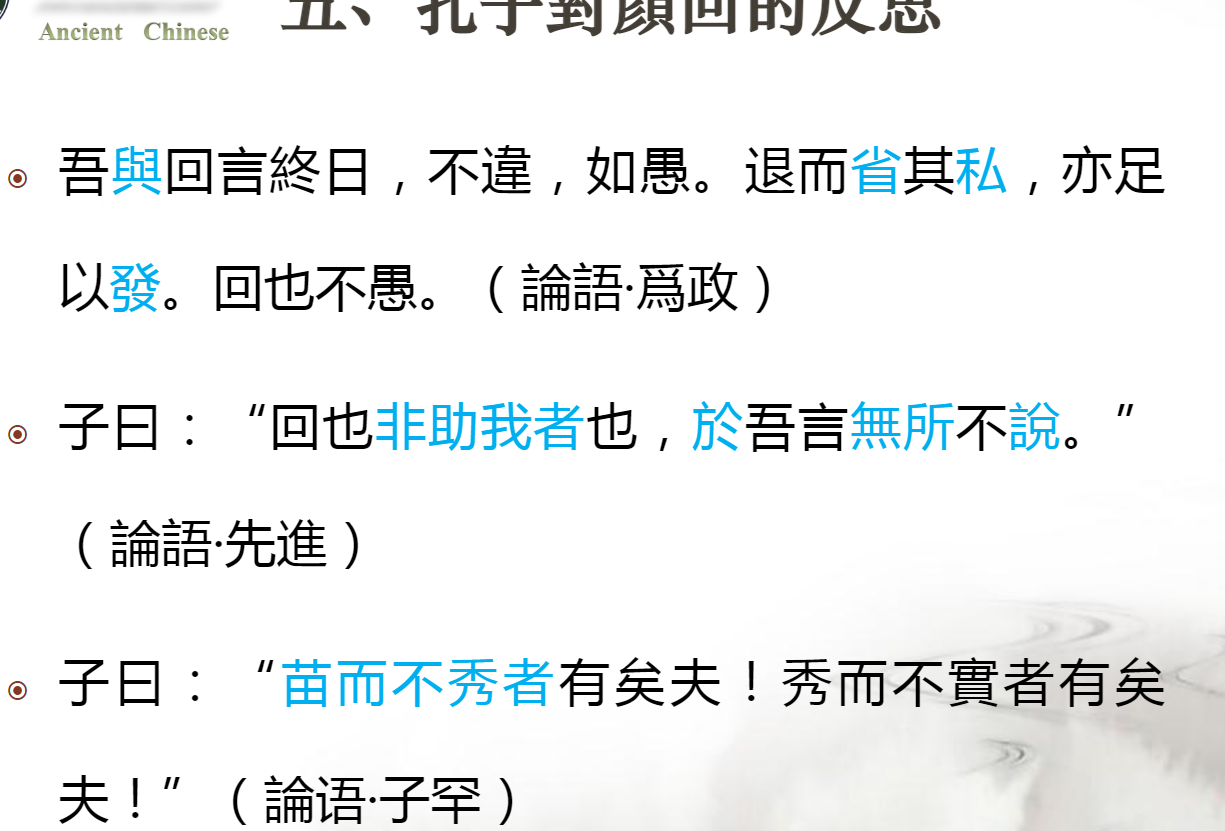 Ancient Chinese
五、孔子對顏回的反思
吾與回言終日，不違，如愚。退而省其私，亦足
以發。回也不愚。（論語·爲政）
子曰：“回也非助我者也，於吾言無所不說。”
（論語·先進）
子曰：“苗而不秀者有矣夫！秀而不實者有矣
夫！”（論语·子罕）